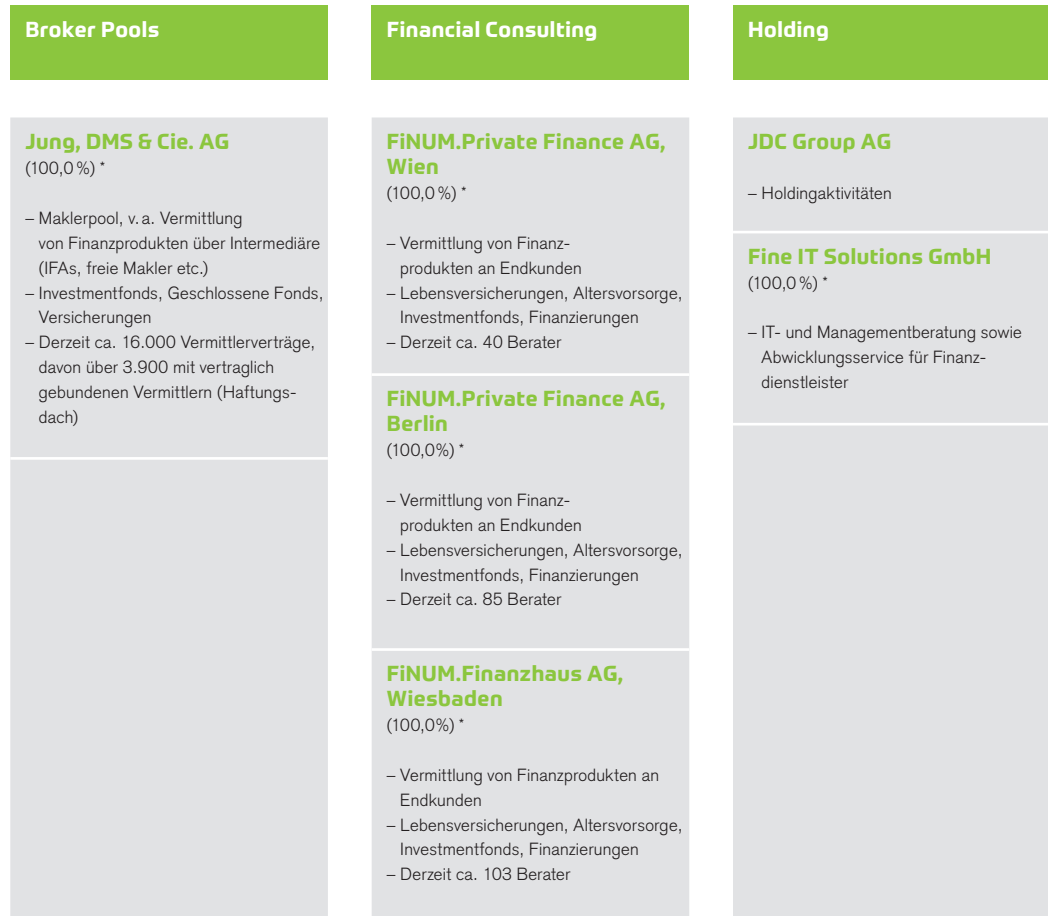 Broker Pools
Jung, DMS & Cie. AG
(100,0 %) *
– Maklerpool, v. a. Vermittlung
von Finanzprodukten über Intermediäre
(IFAs, freie Makler etc.)
– Investmentfonds, Geschlossene Fonds,
Versicherungen
– Derzeit ca. 16.000 Vermittlerverträge,
davon über 3.900 mit vertraglich
gebundenen Vermittlern (Haftungs-
dach)
Financial Consulting
FiNUM.Private Finance AG,
Wien
(100,0 %) *
– Vermittlung von Finanz-
produkten an Endkunden
– Lebensversicherungen, Altersvorsorge,
Investmentfonds, Finanzierungen
– Derzeit ca. 40 Berater
FiNUM.Private Finance AG,
Berlin
(100,0%) *
– Vermittlung von Finanz-
produkten an Endkunden
– Lebensversicherungen, Altersvorsorge,
Investmentfonds, Finanzierungen
– Derzeit ca. 85 Berater
FiNUM.Finanzhaus AG,
Wiesbaden
(100,0%) *
– Vermittlung von Finanzprodukten an
Endkunden
– Lebensversicherungen, Altersvorsorge,
Investmentfonds, Finanzierungen
– Derzeit ca. 103 Berater
Holding
JDC Group AG
– Holdingaktivitäten
Fine IT Solutions GmbH
(100,0 %) *
– IT- und Managementberatung sowie
Abwicklungsservice für Finanz-
dienstleister